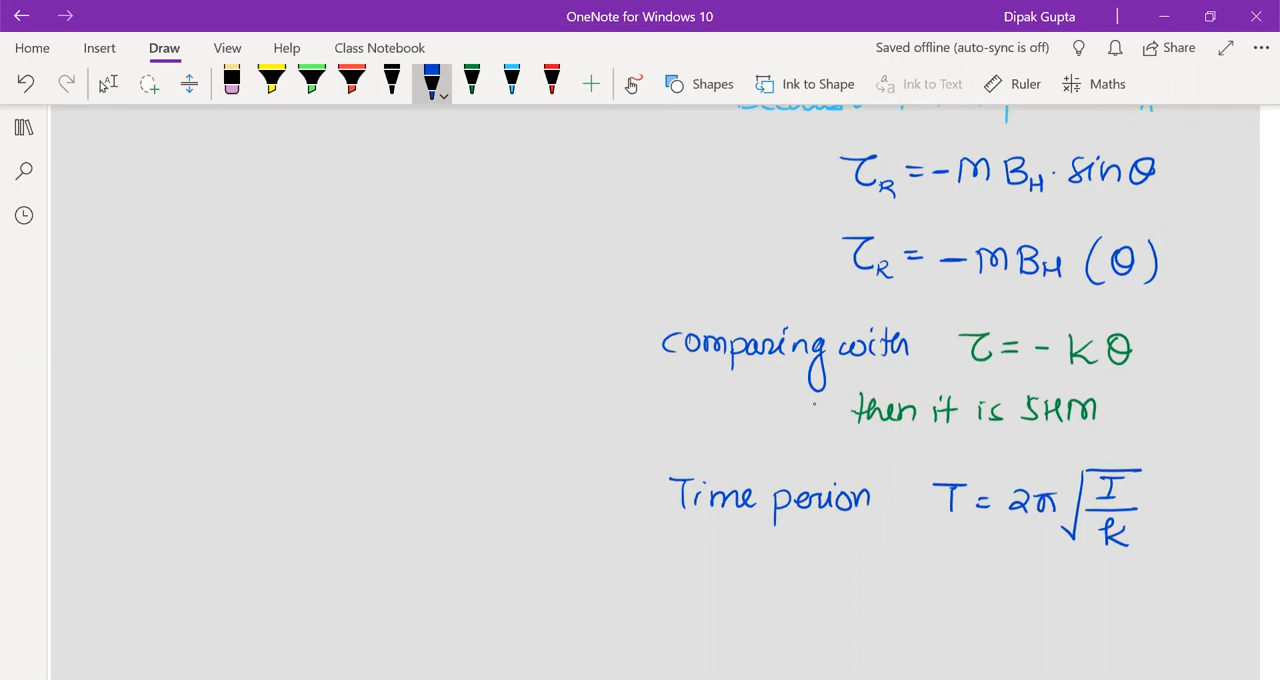 OneNote for Windows 10
Dipak Gupta
Home Insert Draw View Help Class Notebook
Saved offline (auto-sync is off)
Share
Shapes
Ink to Shape
Ink to Text
Ruler
Maths
τR = -M BH · sinθ
τR = -MBH (θ)
comparing with τ = -kθ
then it is SHM
Time perion T = 2π√(I/k)